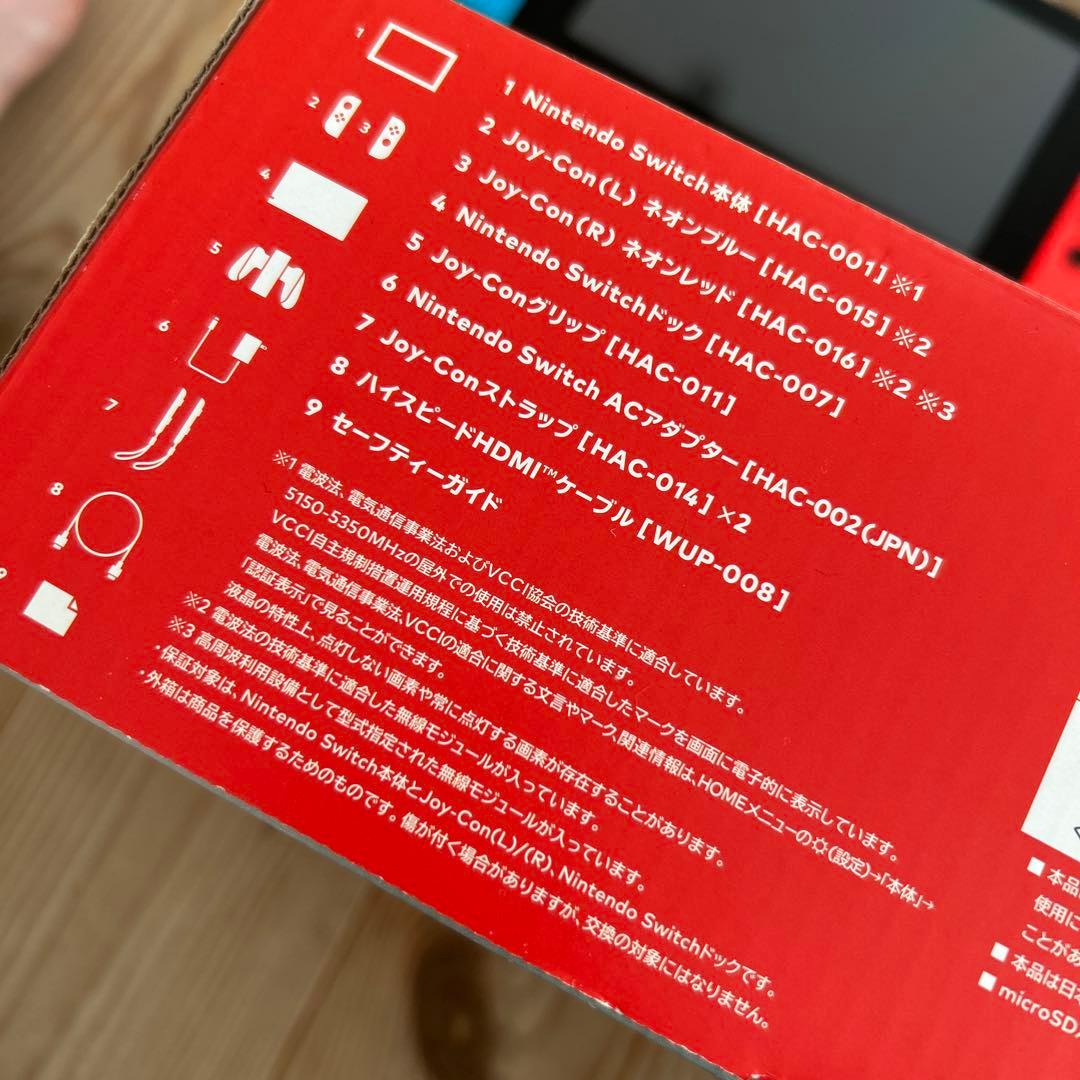 1 Nintendo Switch本体 [HAC-001] ※1
2 Joy-Con(L) ネオンブルー [HAC-015] ※2
3 Joy-Con(R) ネオンレッド [HAC-016] ※2 ※3
4 Nintendo Switchドック [HAC-007]
5 Joy-Conグリップ [HAC-011]
6 Nintendo Switch ACアダプター [HAC-002(JPN)]
7 Joy-Conストラップ [HAC-014] ×2
8 ハイスピードHDMI™ケーブル [WUP-008]
9 セーフティーガイド
1
2
3
4
5
6
7
8
9
※1 電波法、電気通信事業法およびVCCI協会の技術基準に適合しています。
5150-5350MHzの屋外での使用は禁止されています。
VCCI自主規制措置運用規程に基づく技術基準に適合したマークを画面に電子的に表示しています。
電波法、電気通信事業法、VCCIの適合に関する文言やマーク、関連情報は、HOMEメニューの(設定)→「本体」→
「認証表示」で見ることができます。
液晶の特性上、点灯しない画素や常に点灯する画素が存在することがあります。
※2 電波法の技術基準に適合した無線モジュールが入っています。
※3 高周波利用設備として型式指定された無線モジュールが入っています。
・保証対象は、Nintendo Switch本体とJoy-Con(L)/(R)、Nintendo Switchドックです。
・外箱は商品を保護するためのものです。傷が付く場合がありますが、交換の対象にはなりません。
■ 本品
使用に
ことがあ
■ 本品は日本
■ microSD